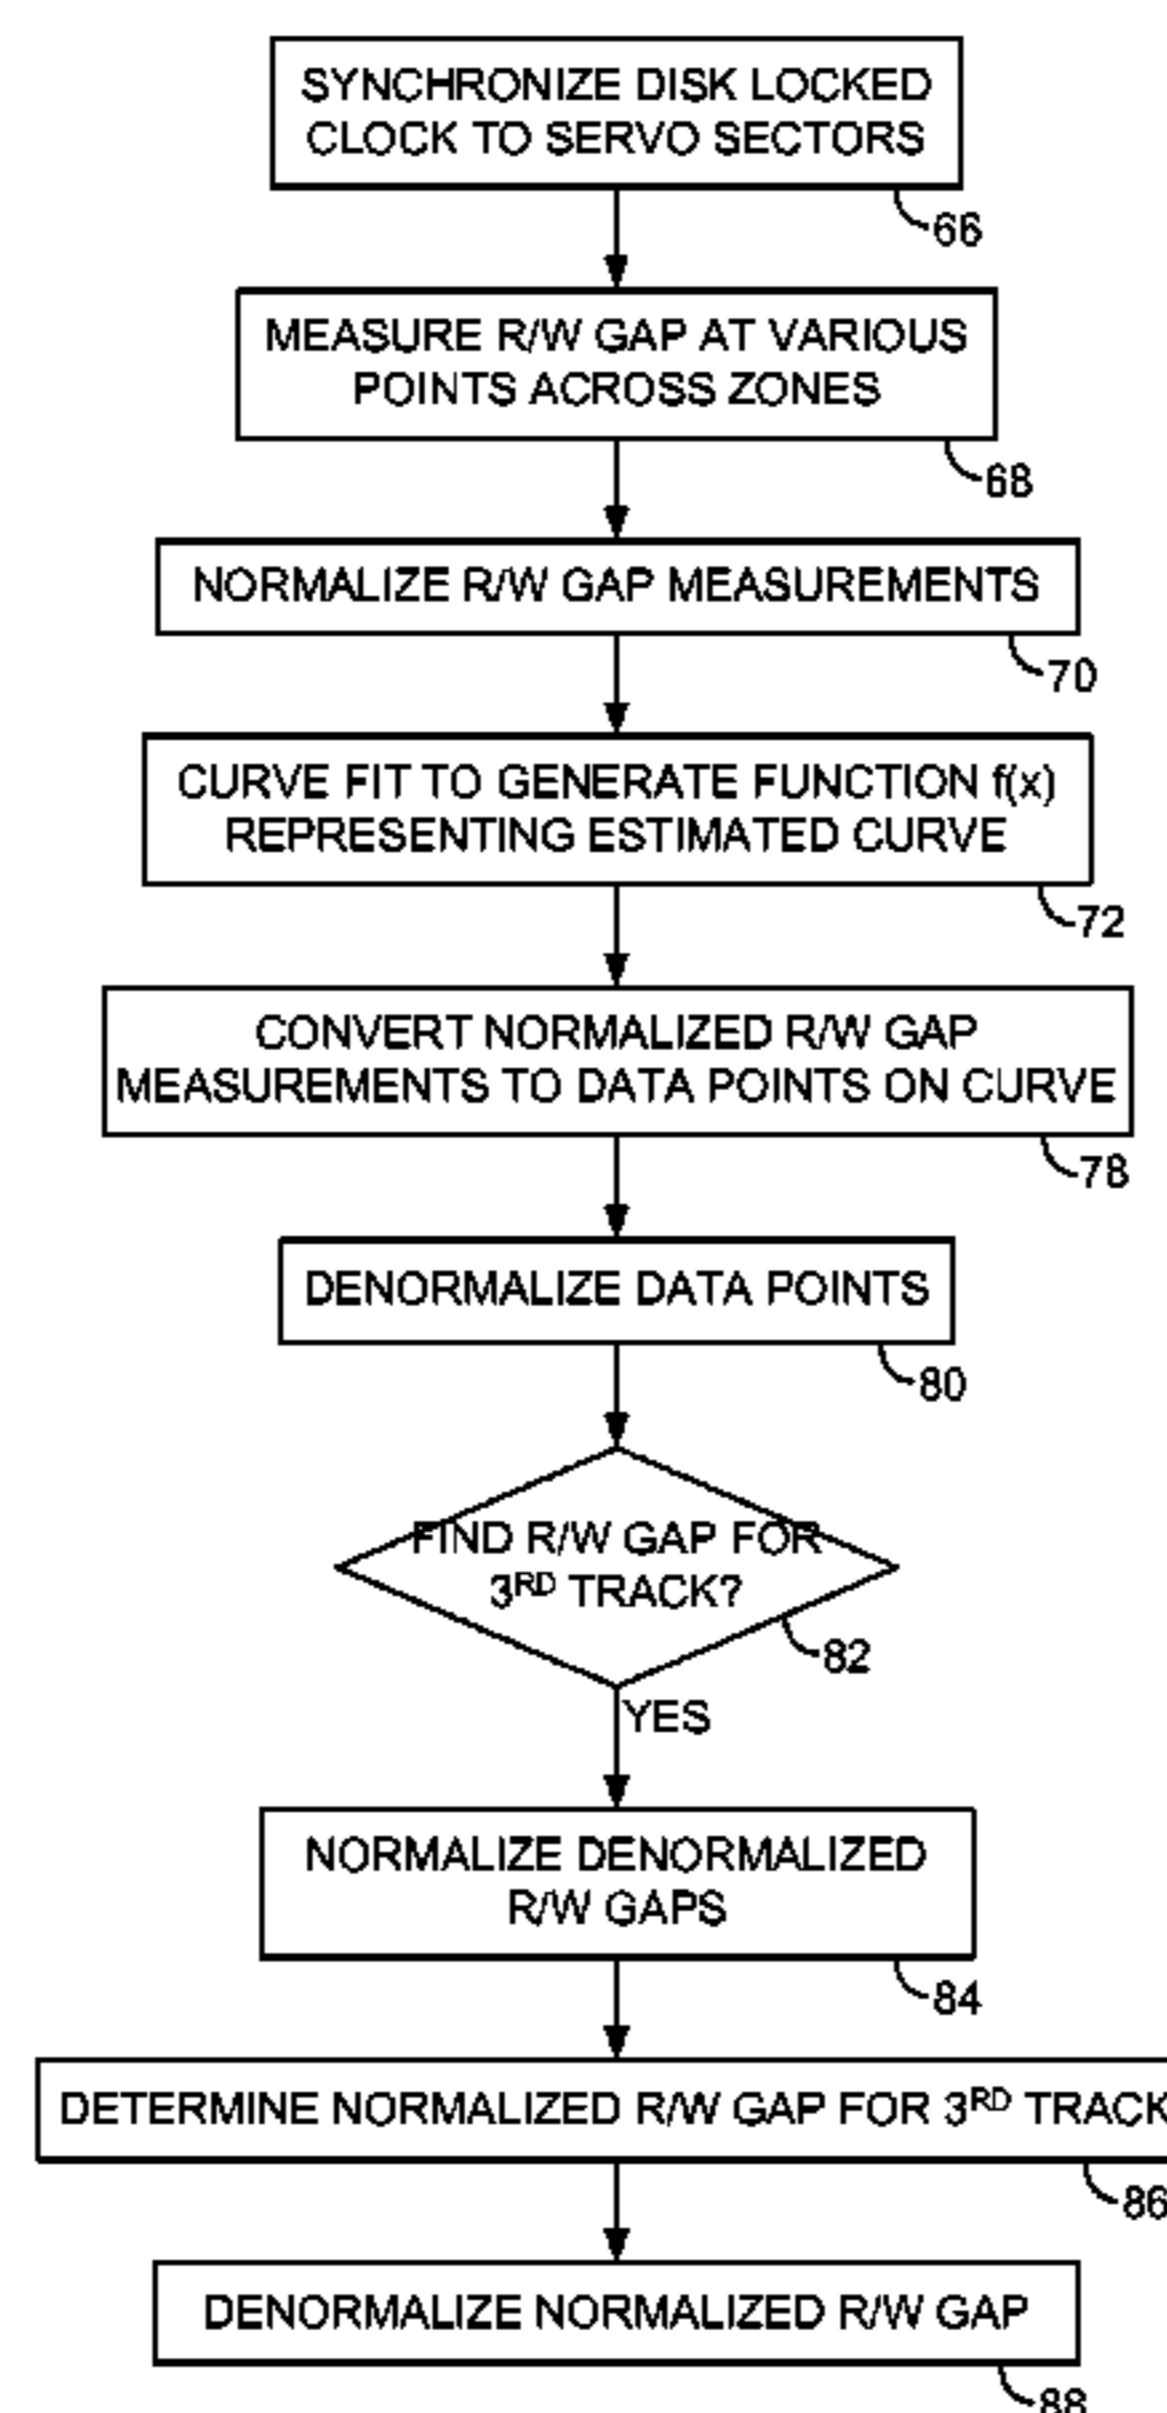 SYNCHRONIZE DISK LOCKED
CLOCK TO SERVO SECTORS
66
MEASURE R/W GAP AT VARIOUS
POINTS ACROSS ZONES
68
NORMALIZE R/W GAP MEASUREMENTS
70
CURVE FIT TO GENERATE FUNCTION f(x)
REPRESENTING ESTIMATED CURVE
72
CONVERT NORMALIZED R/W GAP
MEASUREMENTS TO DATA POINTS ON CURVE
78
DENORMALIZE DATA POINTS
80
FIND R/W GAP FOR
3RD TRACK?
82
YES
NORMALIZE DENORMALIZED
R/W GAPS
84
DETERMINE NORMALIZED R/W GAP FOR 3RD TRACK
86
DENORMALIZE NORMALIZED R/W GAP
88